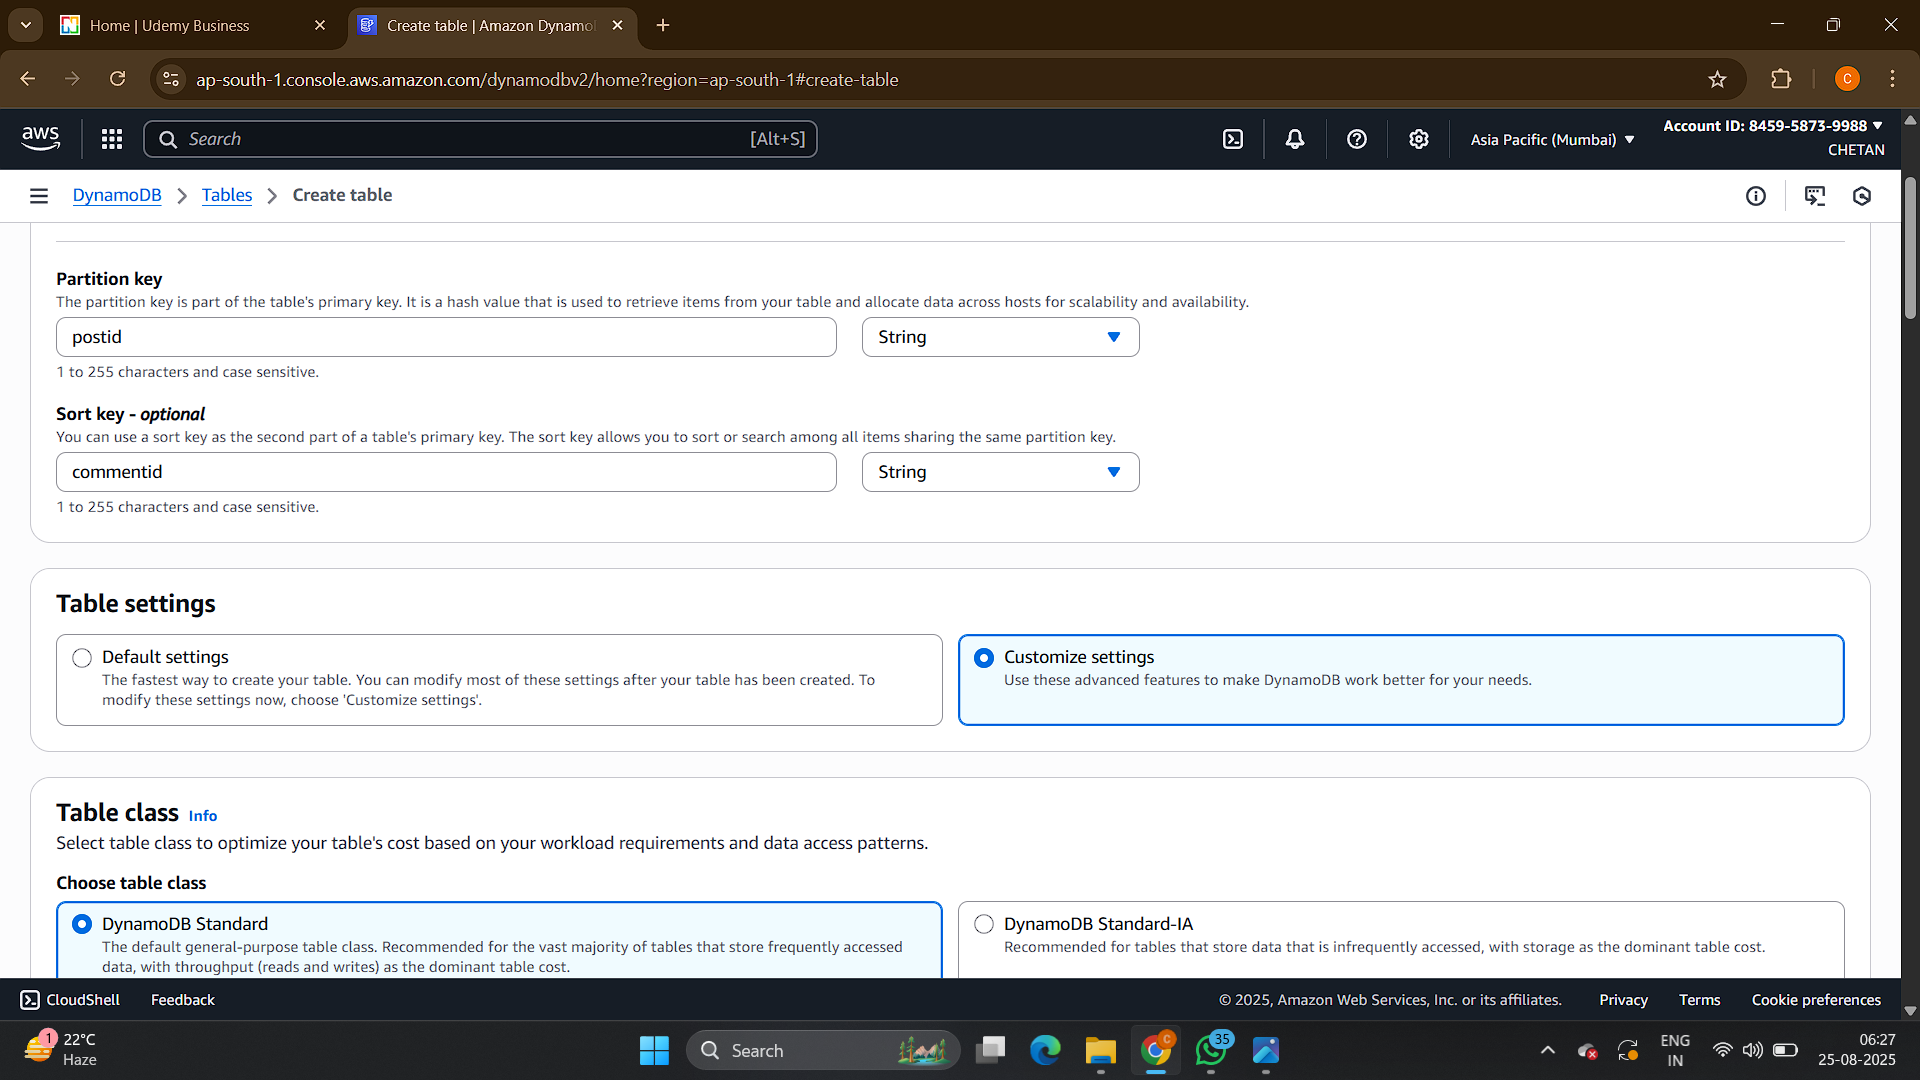 Home | Udemy Business
Create table | Amazon Dynamo
ap-south-1.console.aws.amazon.com/dynamodbv2/home?region=ap-south-1#create-table
C
aws
Search
[Alt+S]
Asia Pacific (Mumbai)
Account ID: 8459-5873-9988
CHETAN
DynamoDB
Tables
Create table
Partition key
The partition key is part of the table's primary key. It is a hash value that is used to retrieve items from your table and allocate data across hosts for scalability and availability.
postid
String
1 to 255 characters and case sensitive.
Sort key - optional
You can use a sort key as the second part of a table's primary key. The sort key allows you to sort or search among all items sharing the same partition key.
commentid
String
1 to 255 characters and case sensitive.
Table settings
Default settings
The fastest way to create your table. You can modify most of these settings after your table has been created. To
modify these settings now, choose 'Customize settings'.
Customize settings
Use these advanced features to make DynamoDB work better for your needs.
Table class Info
Select table class to optimize your table's cost based on your workload requirements and data access patterns.
Choose table class
DynamoDB Standard
The default general-purpose table class. Recommended for the vast majority of tables that store frequently accessed
data, with throughput (reads and writes) as the dominant table cost.
DynamoDB Standard-IA
Recommended for tables that store data that is infrequently accessed, with storage as the dominant table cost.
CloudShell
Feedback
© 2025, Amazon Web Services, Inc. or its affiliates.
Privacy
Terms
Cookie preferences
1
22°C
Haze
Search
C
35
ENG
IN
06:27
25-08-2025